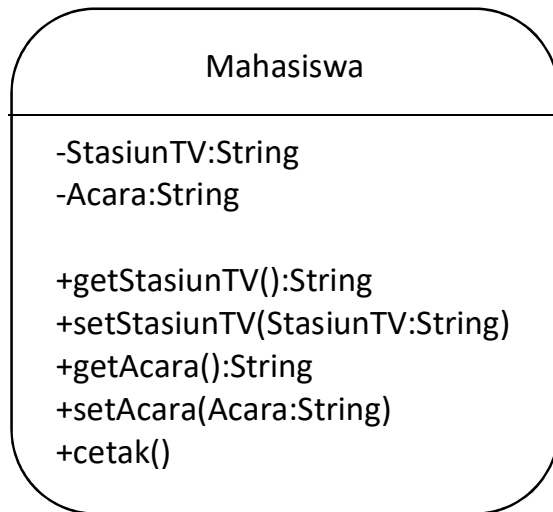 Mahasiswa
-StasiunTV:String
-Acara:String
+getStasiunTV():String
+setStasiunTV(StasiunTV:String)
+getAcara():String
+setAcara(Acara:String)
+cetak()